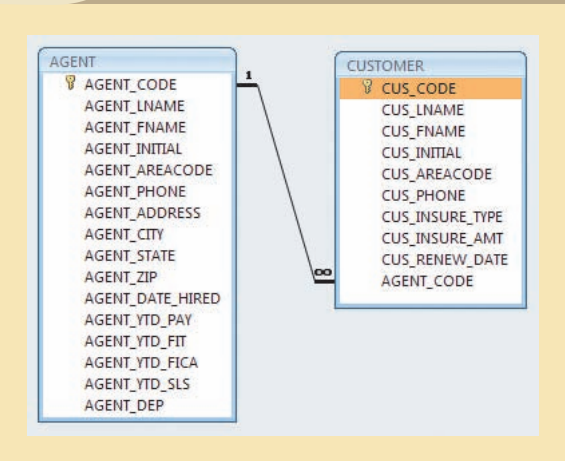 AGENT
AGENT_CODE
AGENT_LNAME
AGENT_FNAME
AGENT_INITIAL
AGENT_AREACODE
AGENT_PHONE
AGENT_ADDRESS
AGENT_CITY
AGENT_STATE
AGENT_ZIP
AGENT_DATE_HIRED
AGENT_YTD_PAY
AGENT_YTD_FIT
AGENT_YTD_FICA
AGENT_YTD_SLS
AGENT_DEP
1
∞
CUSTOMER
CUS_CODE
CUS_LNAME
CUS_FNAME
CUS_INITIAL
CUS_AREACODE
CUS_PHONE
CUS_INSURE_TYPE
CUS_INSURE_AMT
CUS_RENEW_DATE
AGENT_CODE